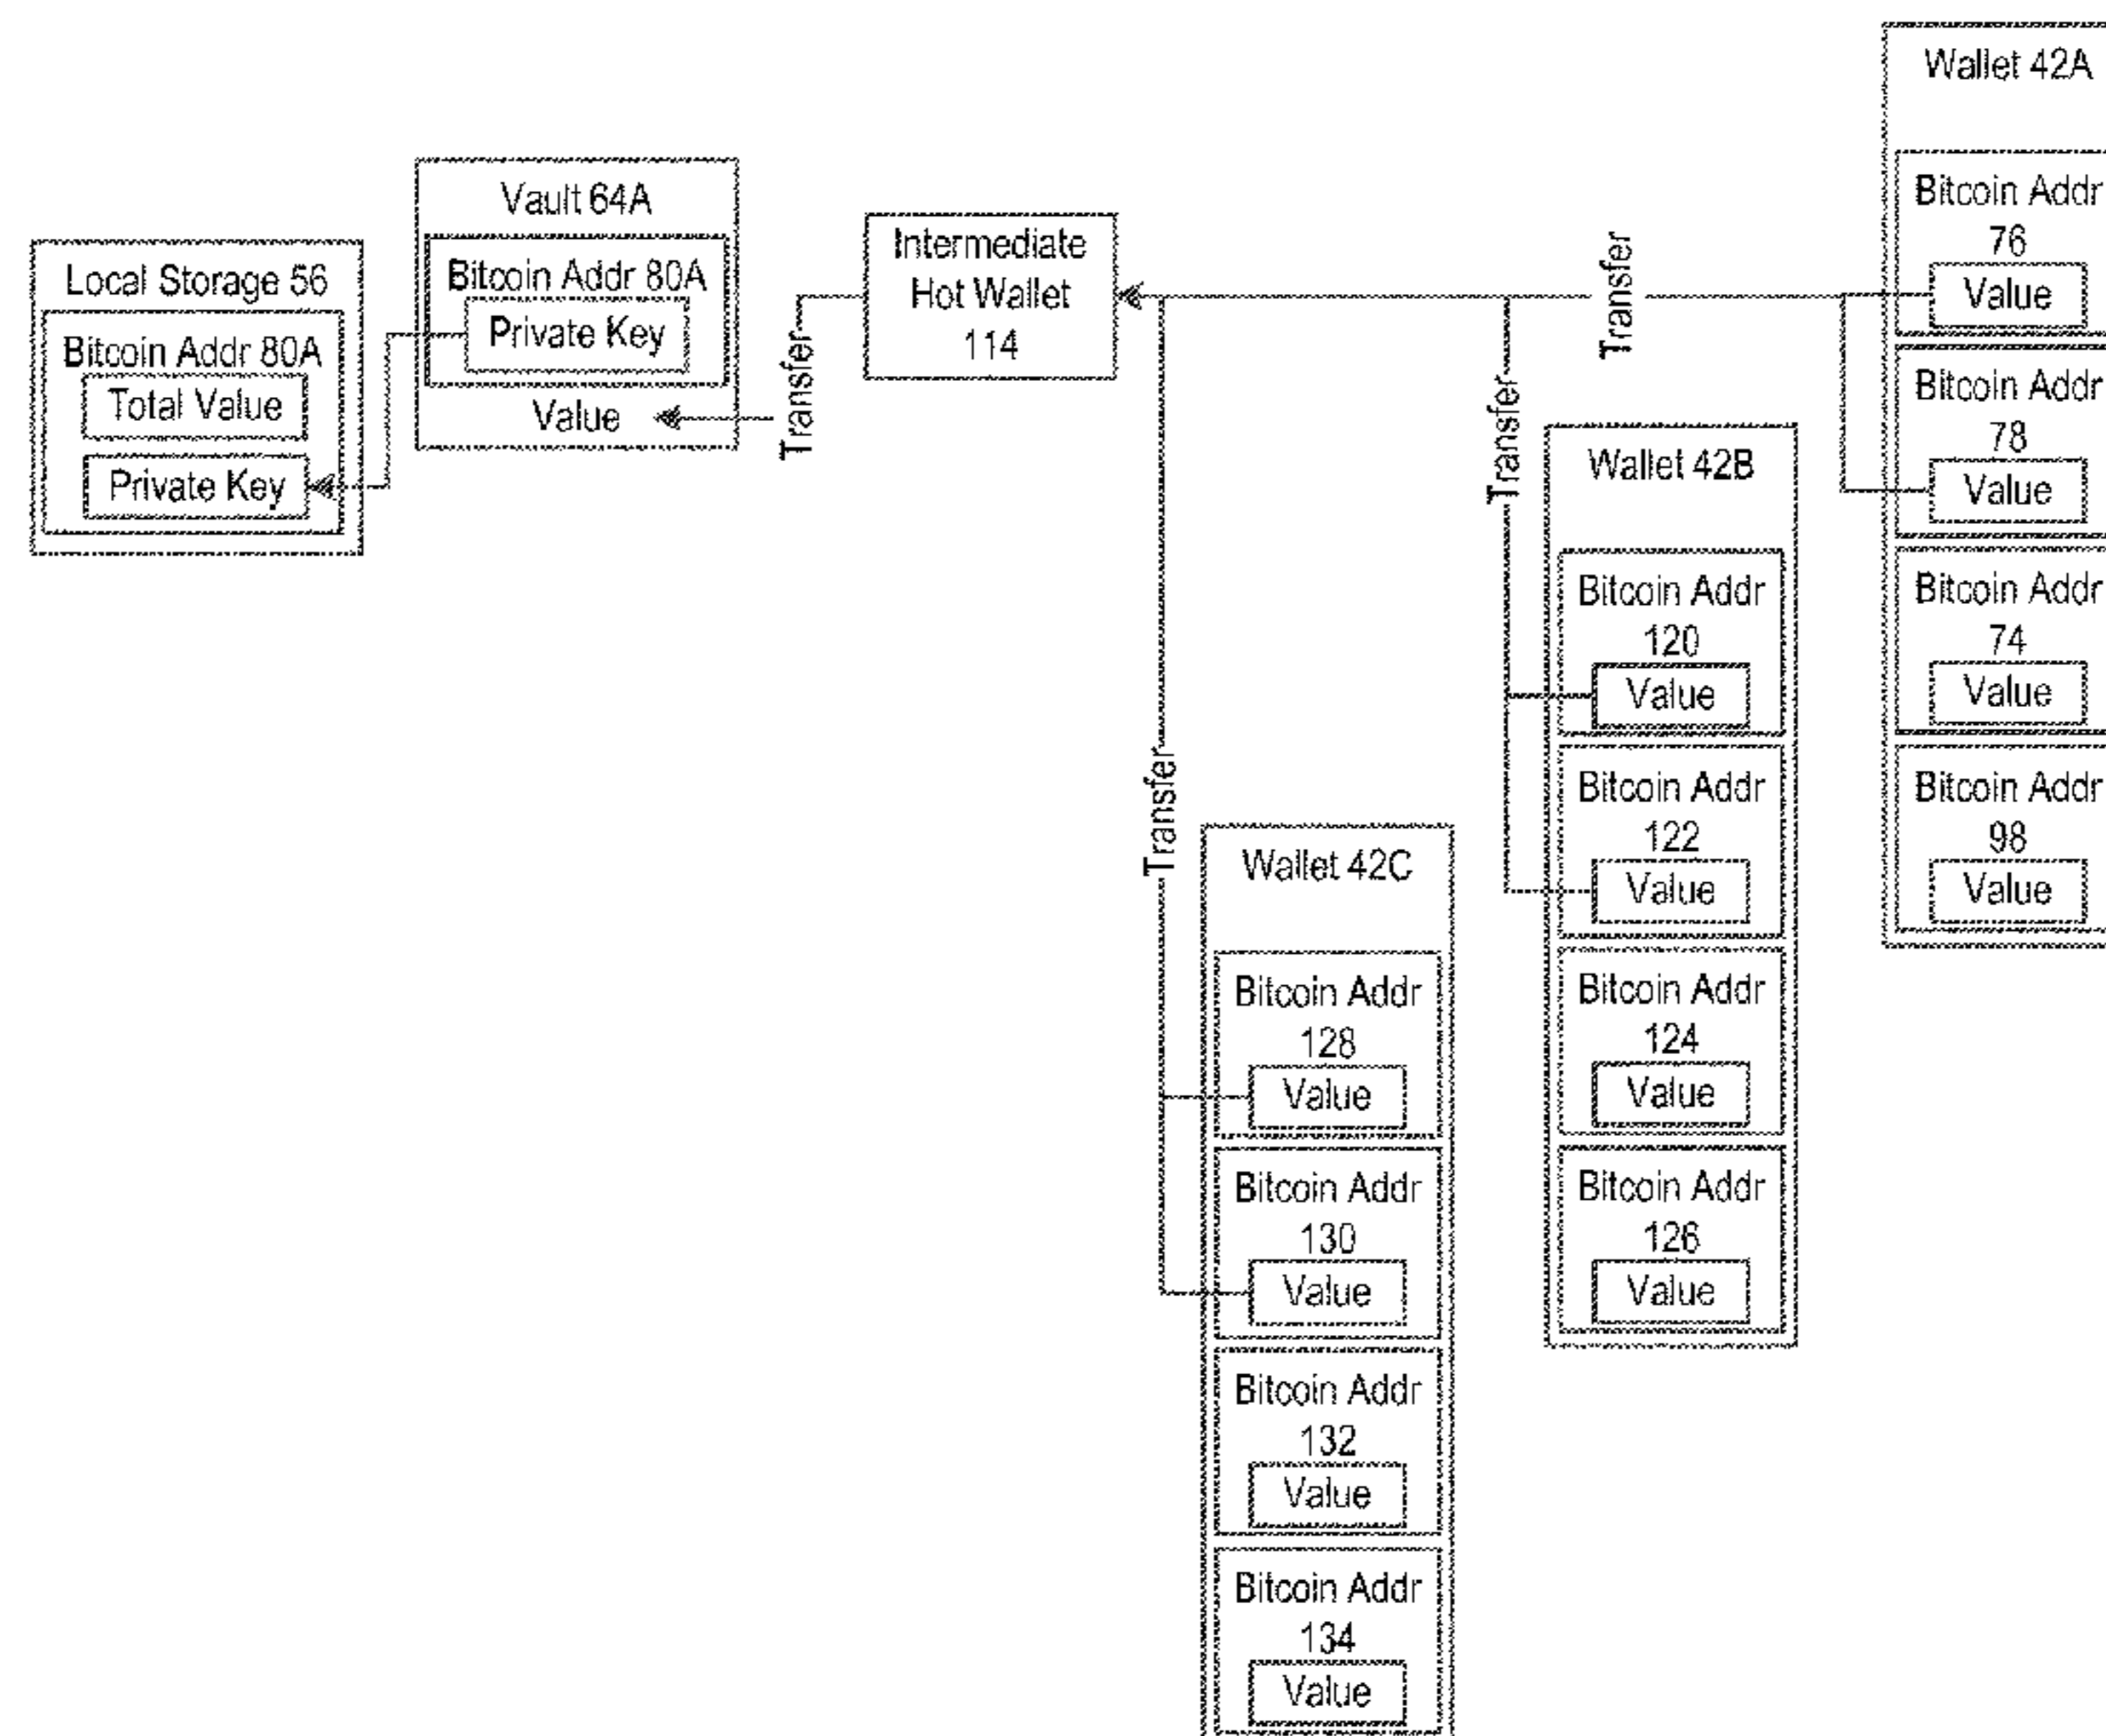 Local Storage 56
Bitcoin Addr 80A
Total Value
Private Key
Vault 64A
Bitcoin Addr 80A
Private Key
Value
Transfer
Intermediate
Hot Wallet
114
Transfer
Wallet 42C
Bitcoin Addr
128
Value
Bitcoin Addr
130
Value
Bitcoin Addr
132
Value
Bitcoin Addr
134
Value
Transfer
Wallet 42B
Bitcoin Addr
120
Value
Bitcoin Addr
122
Value
Bitcoin Addr
124
Value
Bitcoin Addr
126
Value
Transfer
Wallet 42A
Bitcoin Addr
76
Value
Bitcoin Addr
78
Value
Bitcoin Addr
74
Value
Bitcoin Addr
98
Value